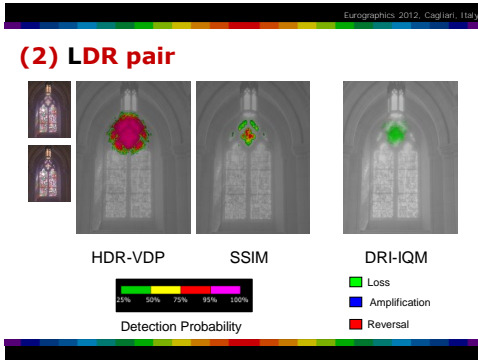 Eurographics 2012, Cagliari, Italy
(2) LDR pair
HDR-VDP SSIM DRI-IQM
25% 50% 75% 95% 100%
Detection Probability
Loss
Amplification
Reversal